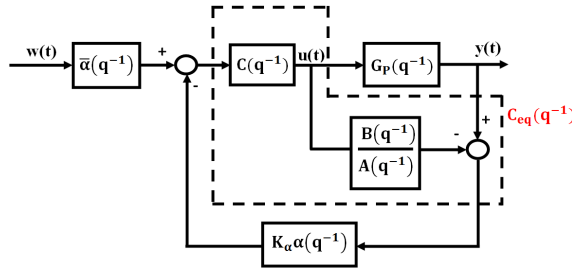 w(t)
α̅(q⁻¹)
+
-
C(q⁻¹)
u(t)
G_P(q⁻¹)
y(t)
C_eq(q⁻¹)
+
-
B(q⁻¹)
A(q⁻¹)
K_α α(q⁻¹)